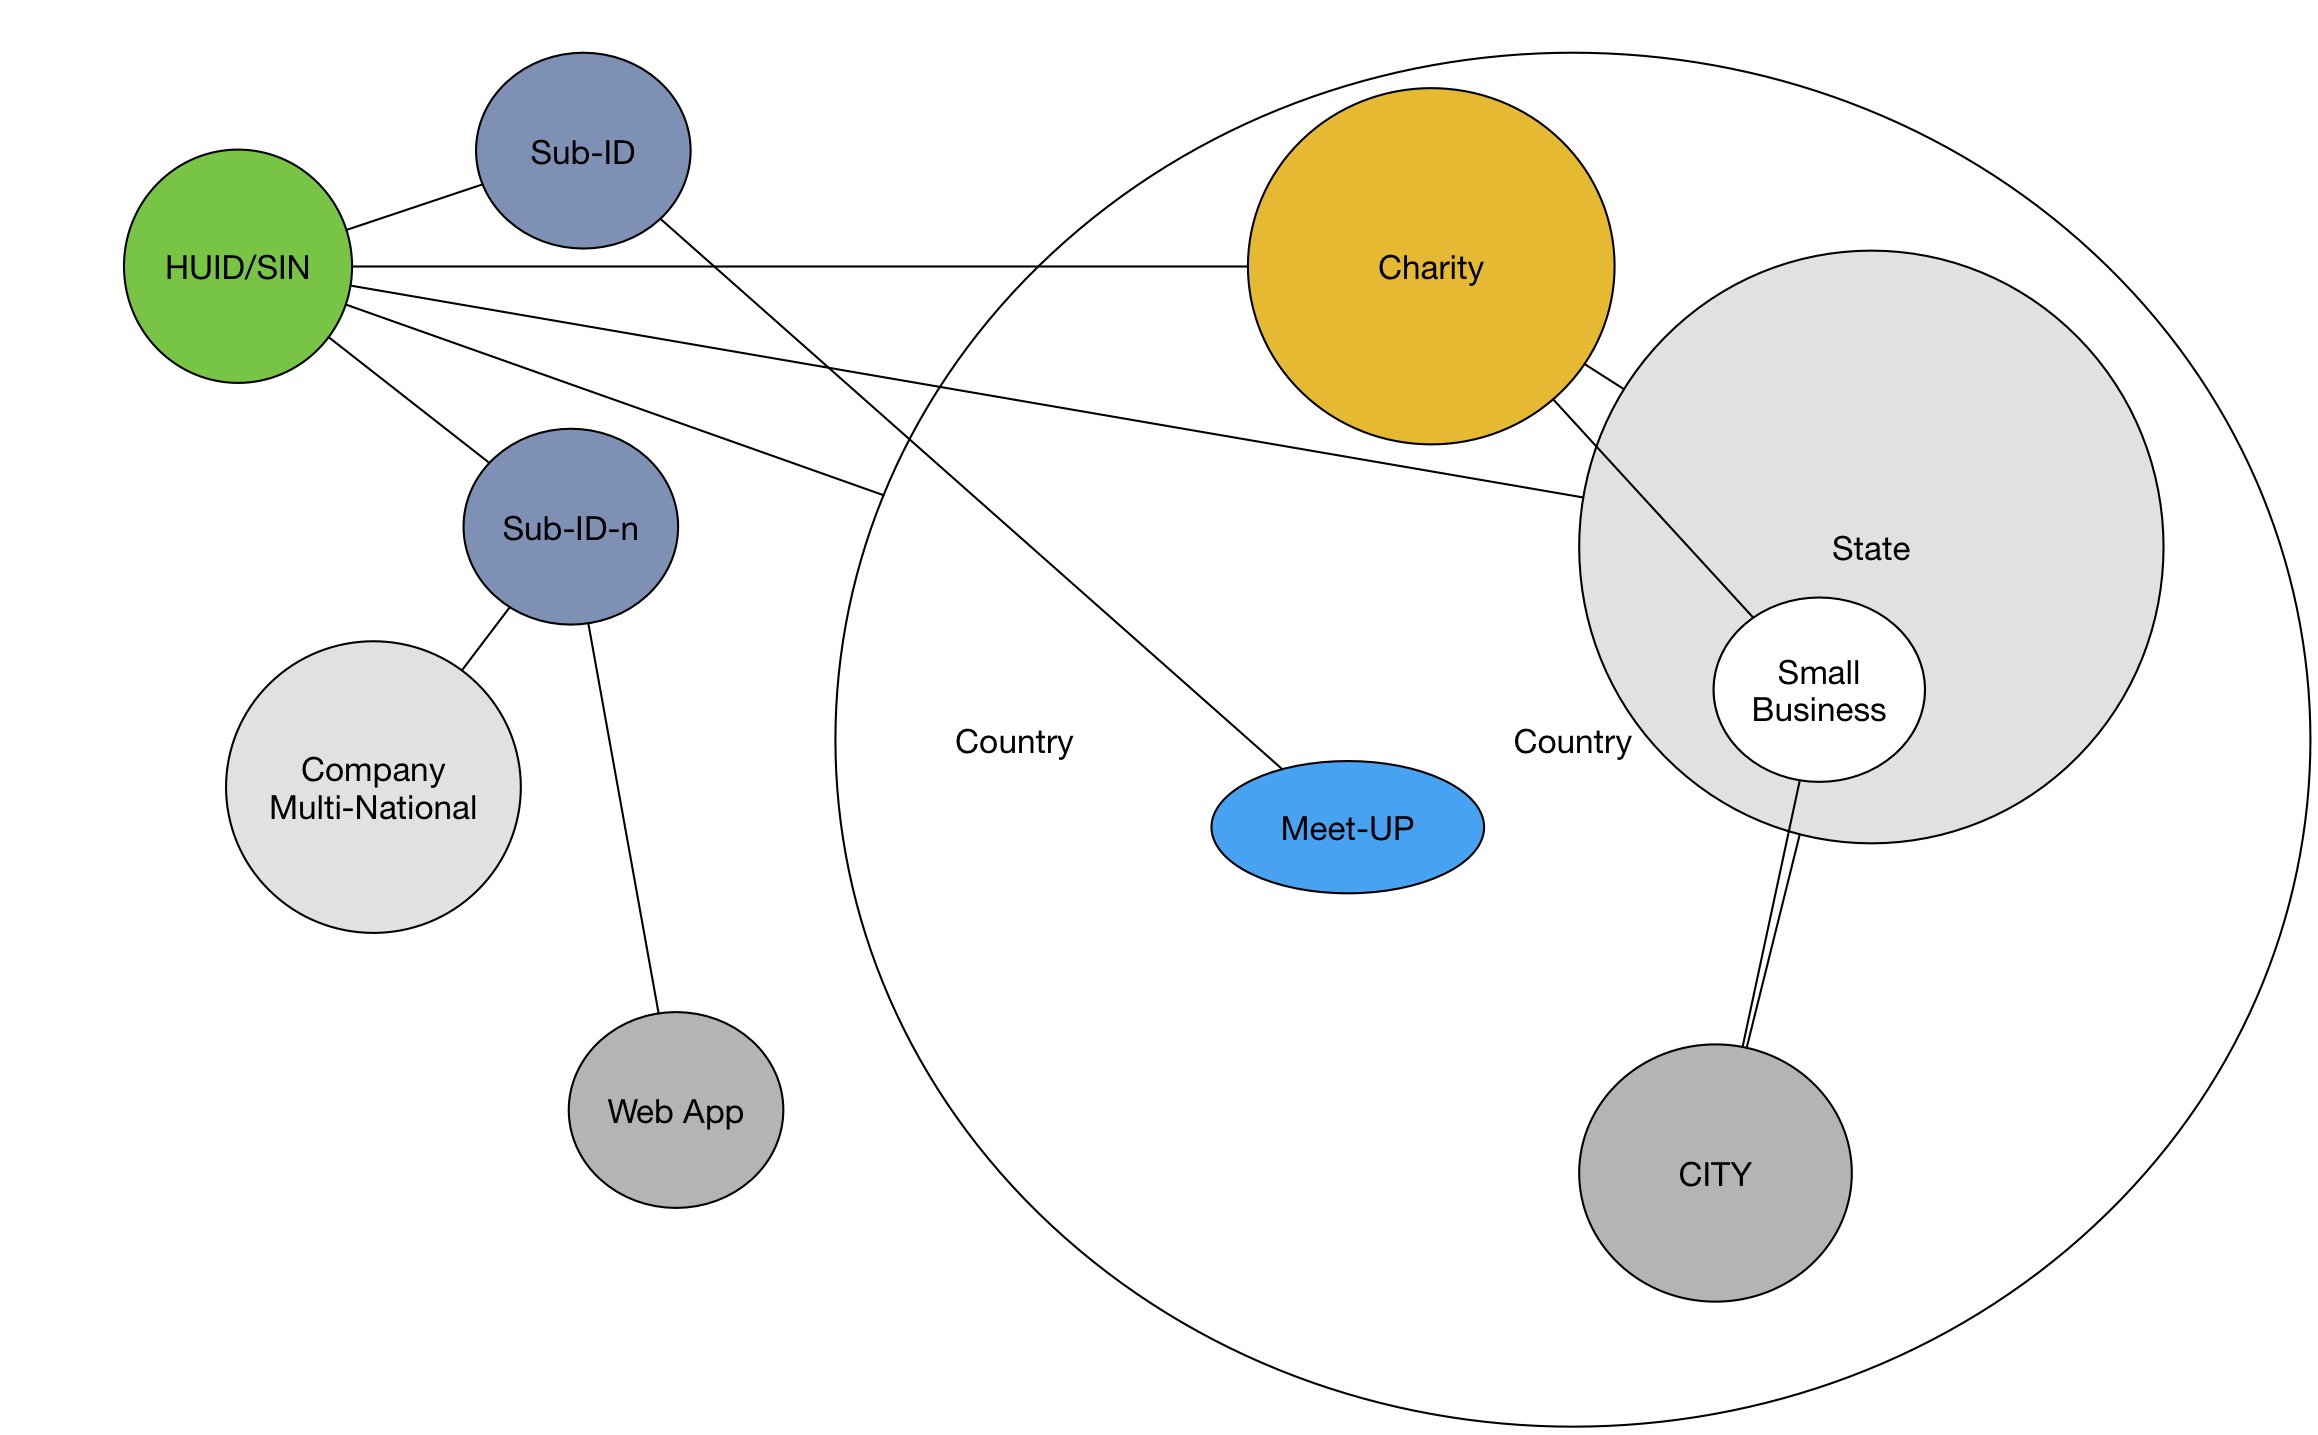 Sub-ID
HUID/SIN
Charity
Sub-ID-n
State
Small
Business
Country
Country
Company
Multi-National
Meet-UP
Web App
CITY